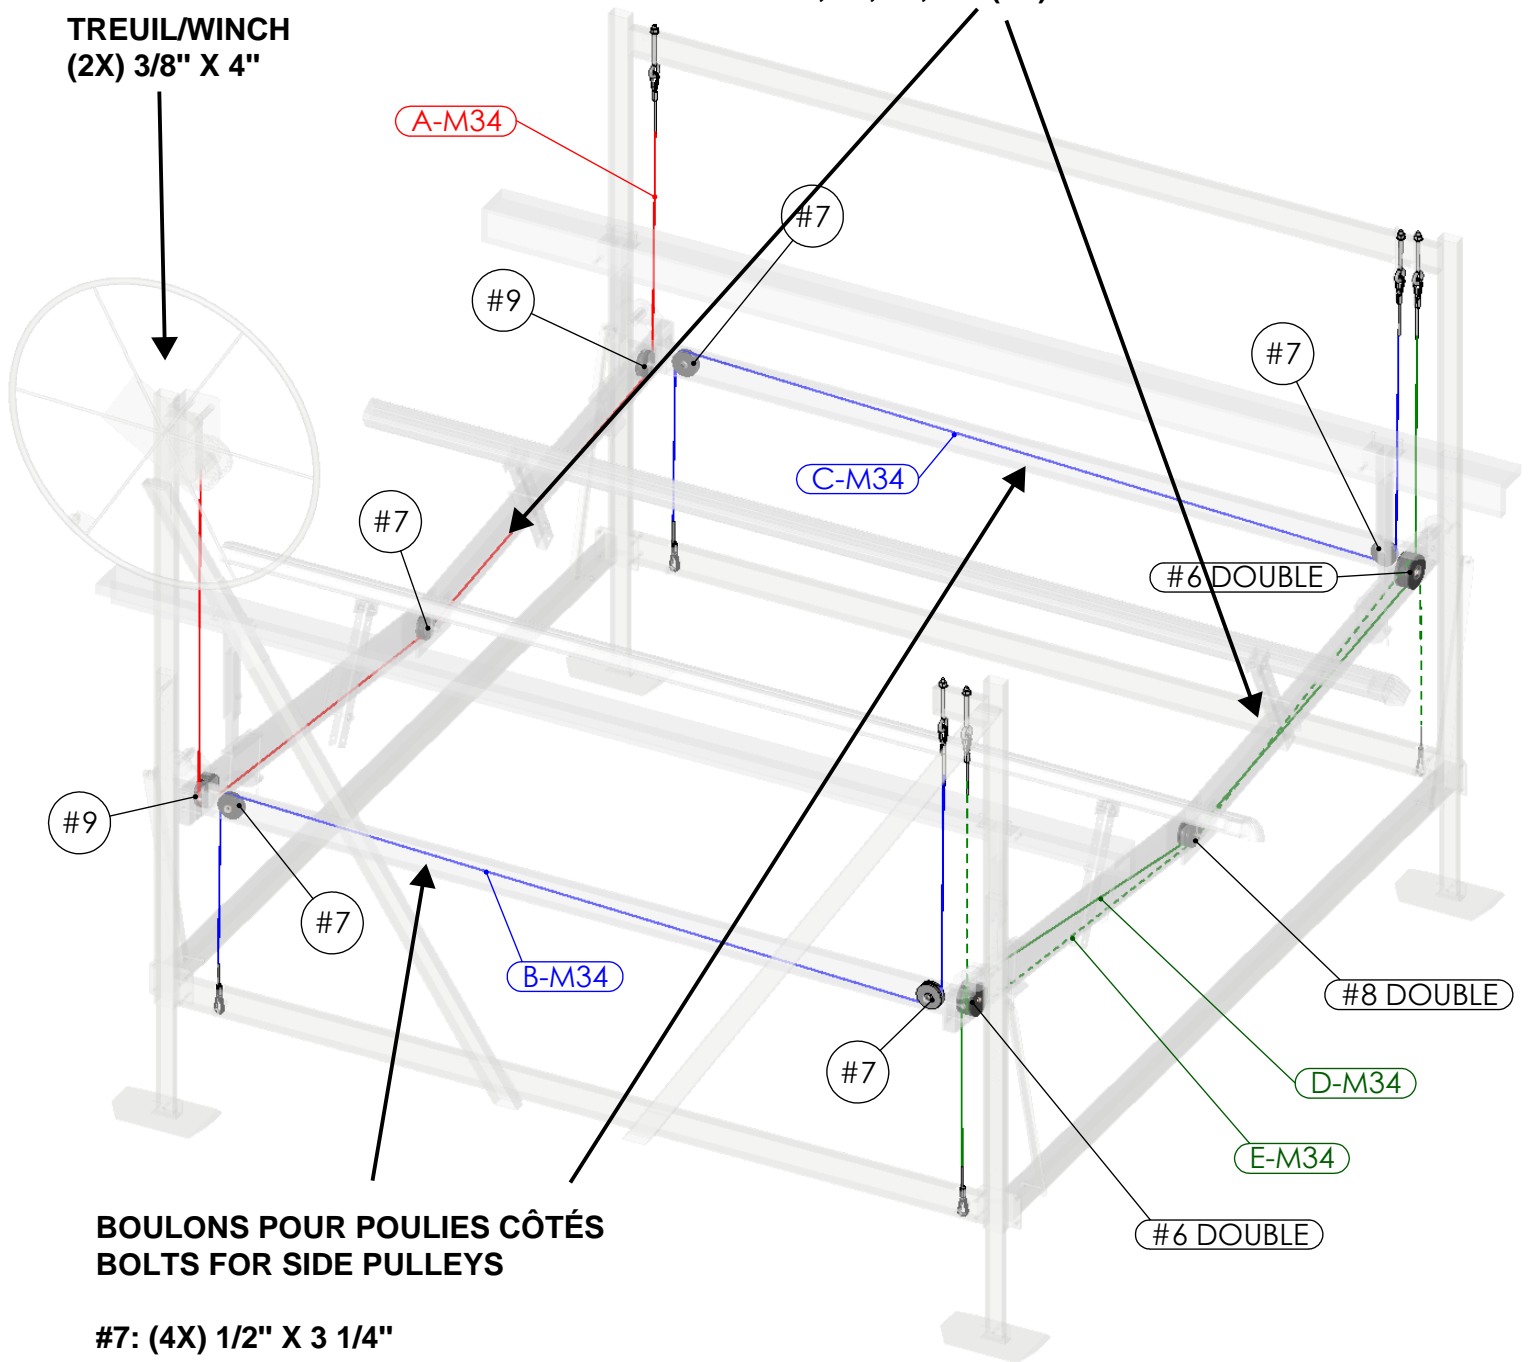 TREUIL/WINCH
(2X) 3/8" X 4"
A-M34
#7
#9
#7
C-M34
#7
#6 DOUBLE
#9
#7
B-M34
#8 DOUBLE
#7
D-M34
E-M34
#6 DOUBLE
BOULONS POUR POULIES CÔTÉS
BOLTS FOR SIDE PULLEYS
#7: (4X) 1/2" X 3 1/4"